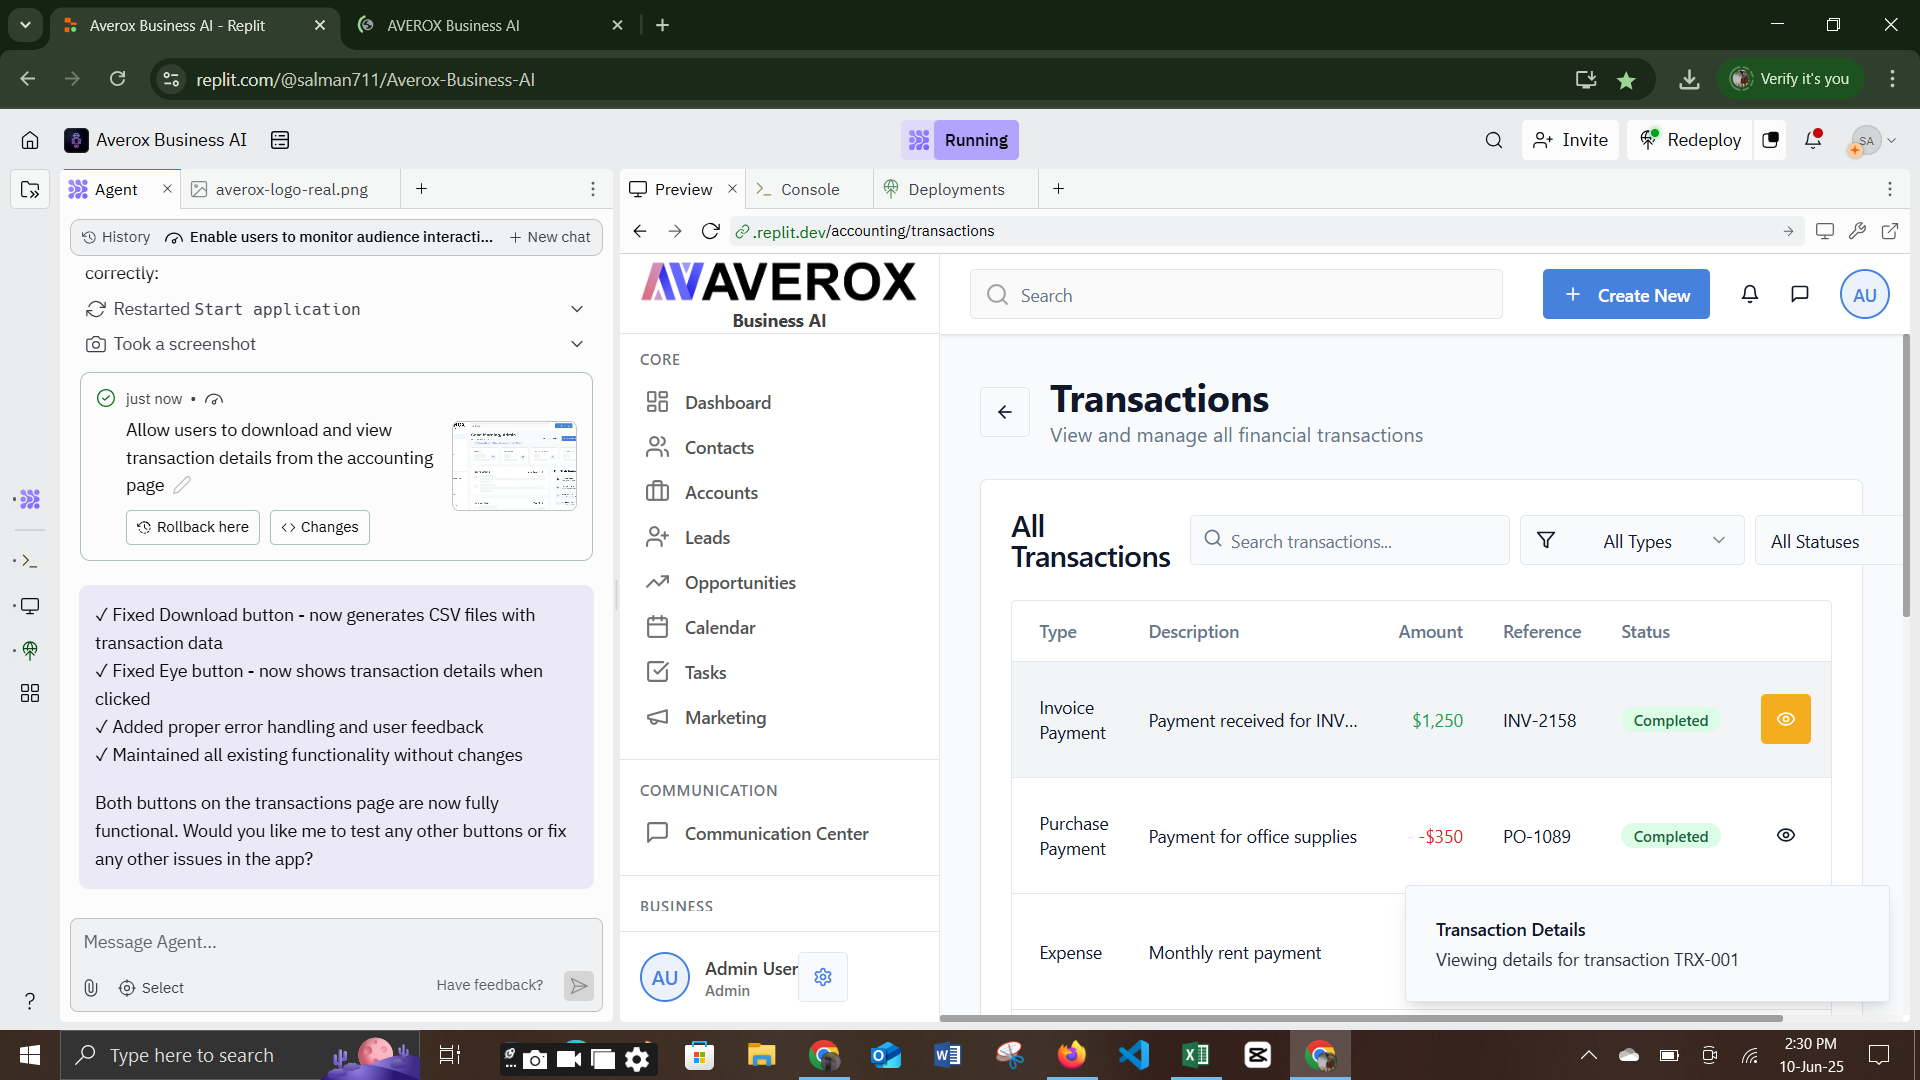 Averox Business AI - Replit
AVEROX Business AI
replit.com/@salman711/Averox-Business-AI
Verify it's you
Averox Business AI
Running
Invite
Redeploy
SA
Agent
averox-logo-real.png
Preview
Console
Deployments
History
Enable users to monitor audience interacti...
New chat
.replit.dev/accounting/transactions
correctly:
Restarted Start application
Took a screenshot
just now •
Allow users to download and view
transaction details from the accounting
page
Rollback here
Changes
✓ Fixed Download button - now generates CSV files with
transaction data
✓ Fixed Eye button - now shows transaction details when
clicked
✓ Added proper error handling and user feedback
✓ Maintained all existing functionality without changes
Both buttons on the transactions page are now fully
functional. Would you like me to test any other buttons or fix
any other issues in the app?
Message Agent...
Select
Have feedback?
AVEROX
Business AI
Search
Create New
AU
CORE
Dashboard
Contacts
Accounts
Leads
Opportunities
Calendar
Tasks
Marketing
COMMUNICATION
Communication Center
BUSINESS
AU
Admin User
Admin
Transactions
View and manage all financial transactions
All
Transactions
Search transactions...
All Types
All Statuses
Type Description Amount Reference Status
Invoice
Payment
Payment received for INV... $1,250 INV-2158 Completed
Purchase
Payment
Payment for office supplies -$350 PO-1089 Completed
Expense Monthly rent payment
Transaction Details
Viewing details for transaction TRX-001
Type here to search
2:30 PM
10-Jun-25